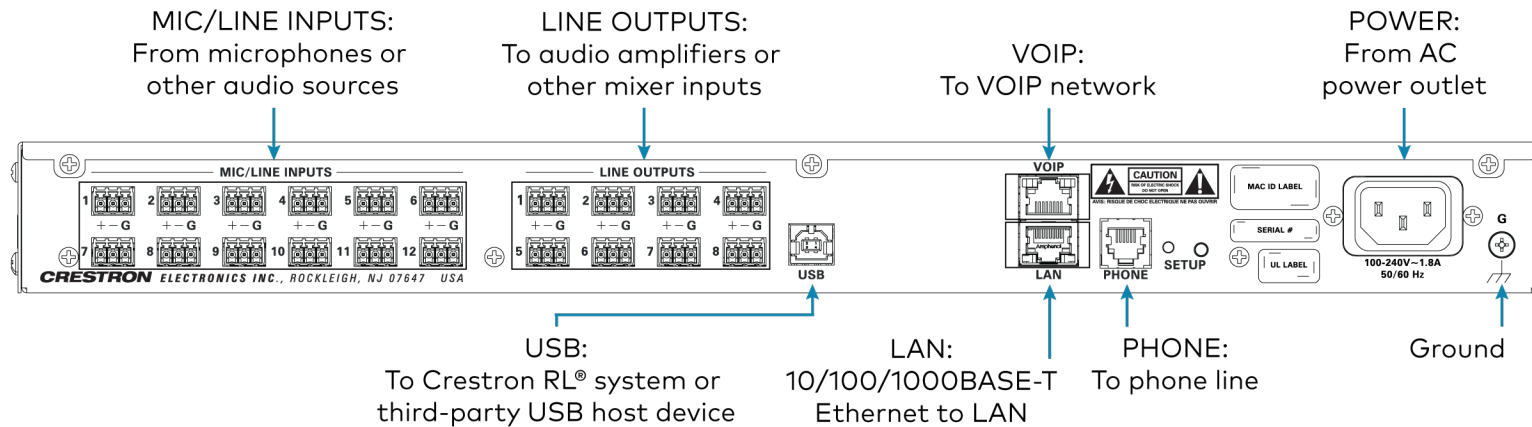 MIC/LINE INPUTS:
From microphones or
other audio sources
LINE OUTPUTS:
To audio amplifiers or
other mixer inputs
VOIP:
To VOIP network
POWER:
From AC
power outlet
MIC/LINE INPUTS
1 2 3 4 5 6
+ - G + - G + - G + - G + - G + - G
7 8 9 10 11 12
CRESTRON ELECTRONICS INC., ROCKLEIGH, NJ 07647 USA
LINE OUTPUTS
1 2 3 4
+ - G + - G + - G + - G
5 6 7 8
USB
VOIP
Amphenol
LAN
CAUTION
RISK OF ELECTRIC SHOCK
DO NOT OPEN
AVIS: RISQUE DE CHOC ELECTRIQUE NE PAS OUVRIR
PHONE
SETUP
MAC ID LABEL
SERIAL #
UL LABEL
100-240V~1.8A
50/60 Hz
G
USB:
To Crestron RL® system or
third-party USB host device
LAN:
10/100/1000BASE-T
Ethernet to LAN
PHONE:
To phone line
Ground